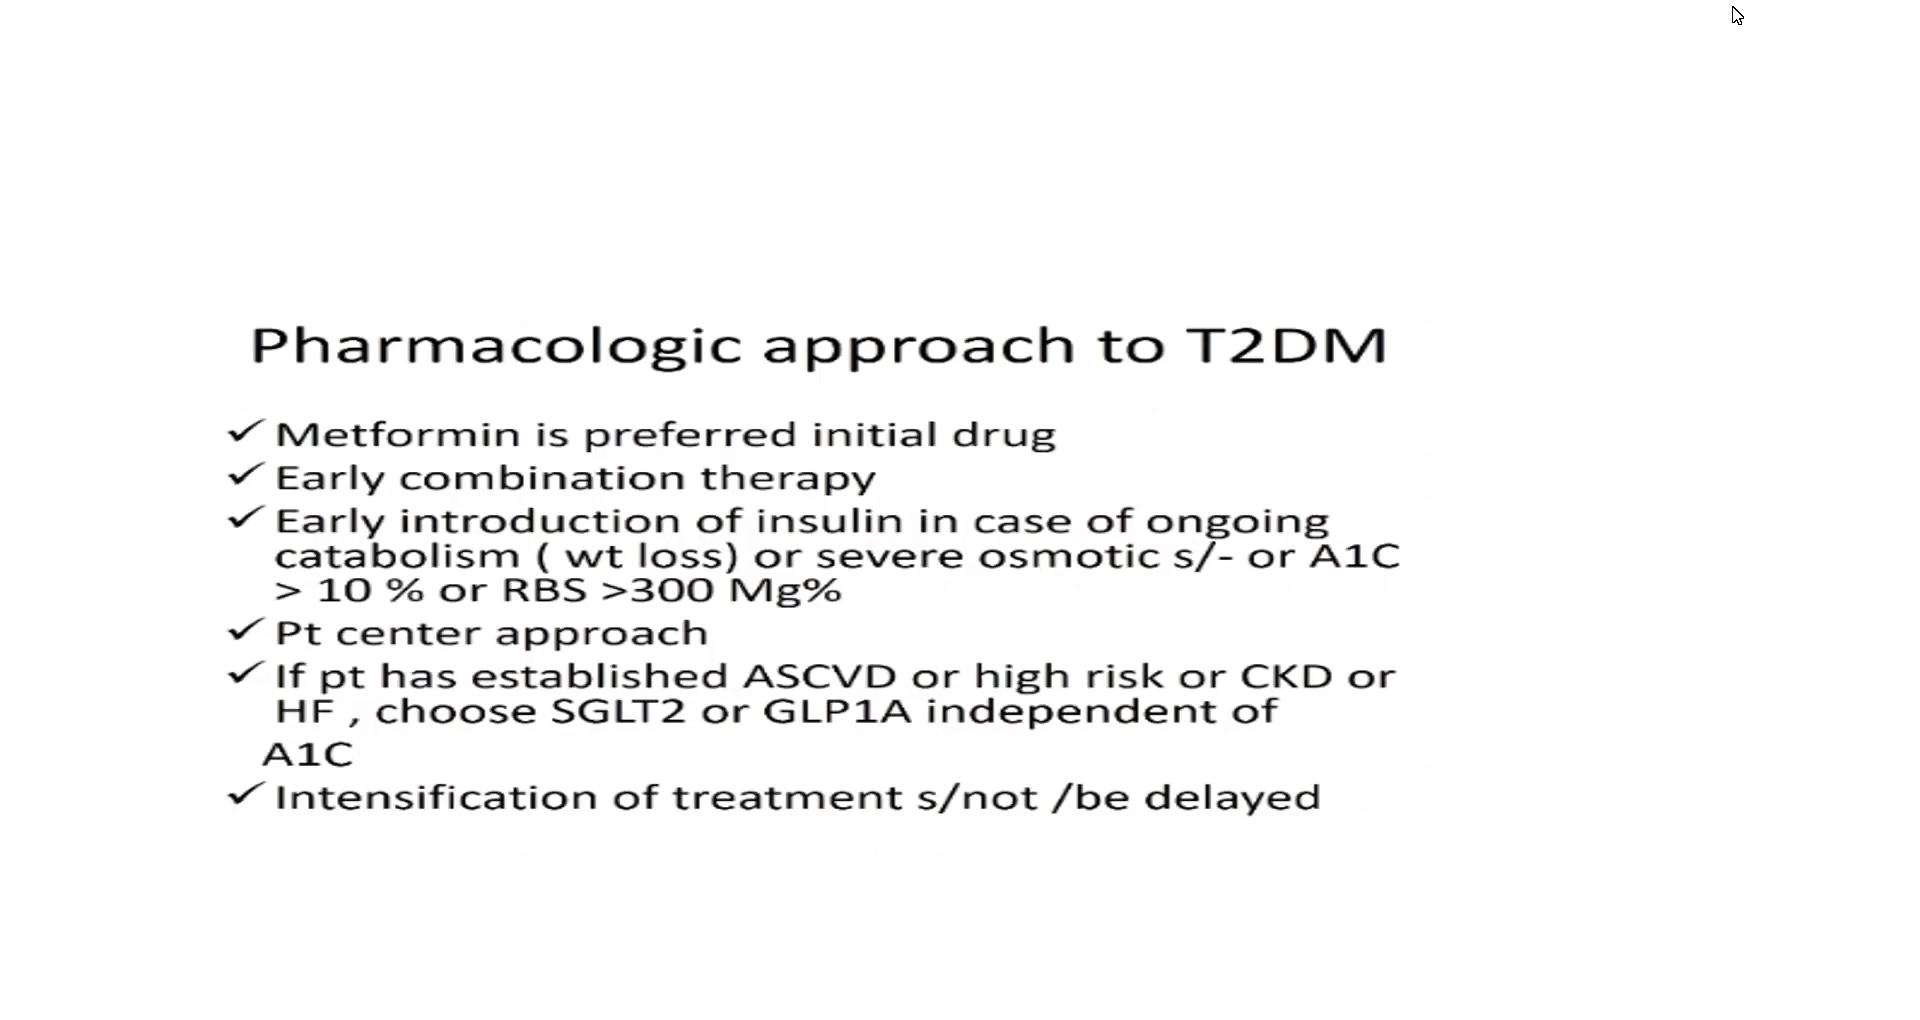 Pharmacologic approach to T2DM
✓ Metformin is preferred initial drug
✓ Early combination therapy
✓ Early introduction of insulin in case of ongoing
catabolism ( wt loss) or severe osmotic s/- or A1C
> 10 % or RBS >300 Mg%
✓ Pt center approach
✓ If pt has established ASCVD or high risk or CKD or
HF , choose SGLT2 or GLP1A independent of
A1C
✓ Intensification of treatment s/not /be delayed